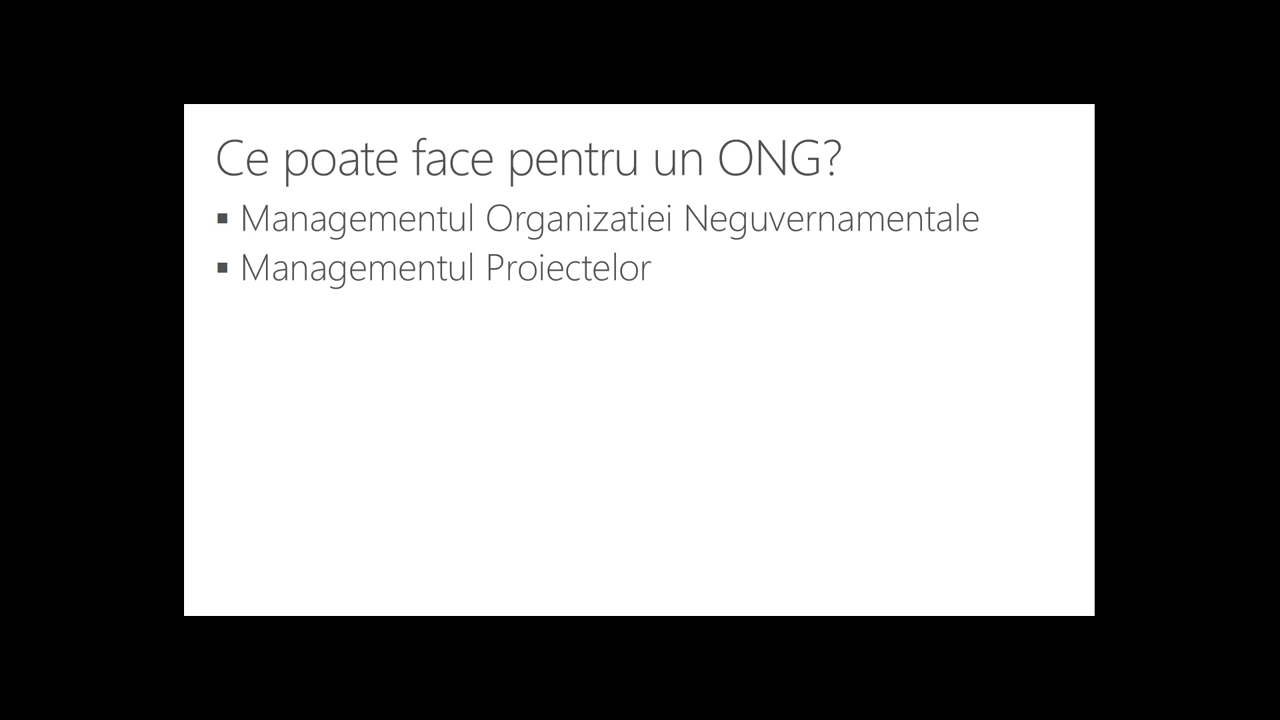 Ce poate face pentru un ONG?
▪ Managementul Organizatiei Neguvernamentale
▪ Managementul Proiectelor